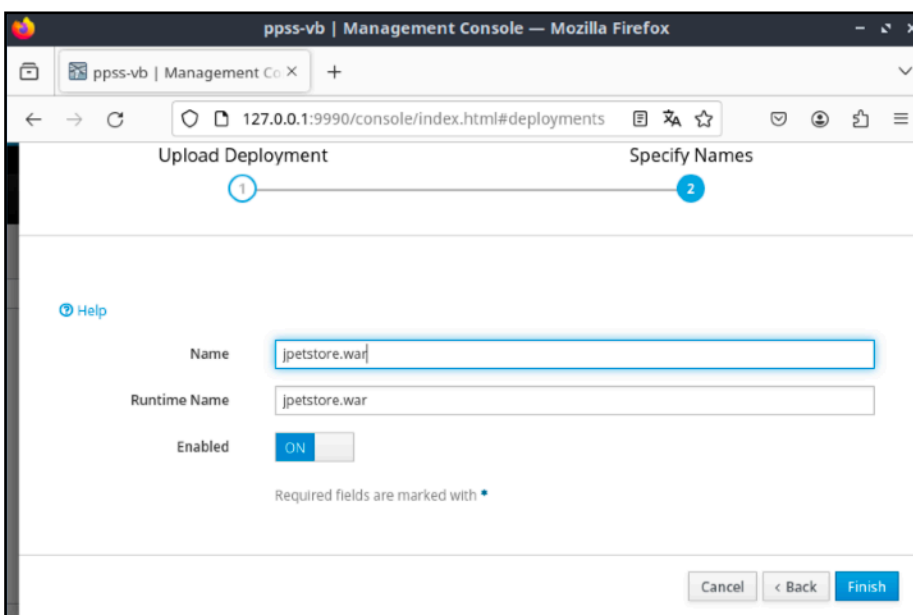 ppss-vb | Management Console — Mozilla Firefox
ppss-vb | Management Co
127.0.0.1:9990/console/index.html#deployments
Upload Deployment Specify Names
1 2
Help
Name jpetstore.war
Runtime Name jpetstore.war
Enabled ON
Required fields are marked with *
Cancel < Back Finish